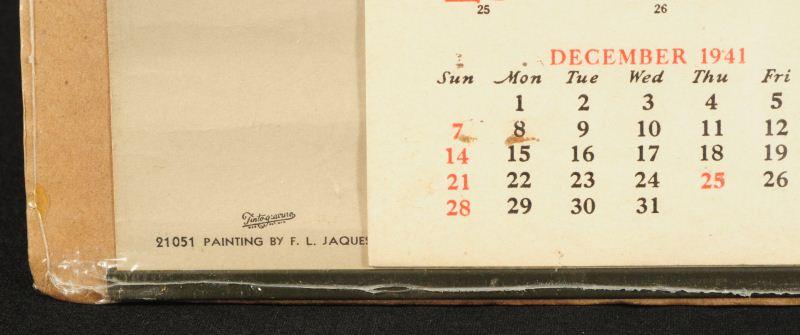 25 26
DECEMBER 1941
Sun Mon Tue Wed Thu Fri
1 2 3 4 5
7 8 9 10 11 12
14 15 16 17 18 19
21 22 23 24 25 26
28 29 30 31
Tintogravure
21051 PAINTING BY F. L. JAQUES